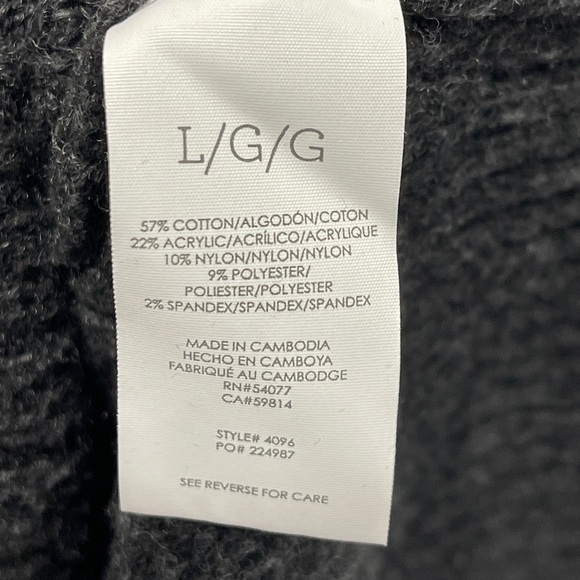 L/G/G
57% COTTON/ALGODÓN/COTON
22% ACRYLIC/ACRÍLICO/ACRYLIQUE
10% NYLON/NYLON/NYLON
9% POLYESTER/
POLIESTER/POLYESTER
2% SPANDEX/SPANDEX/SPANDEX
MADE IN CAMBODIA
HECHO EN CAMBOYA
FABRIQUÉ AU CAMBODGE
RN#54077
CA#59814
STYLE# 4096
PO# 224987
SEE REVERSE FOR CARE